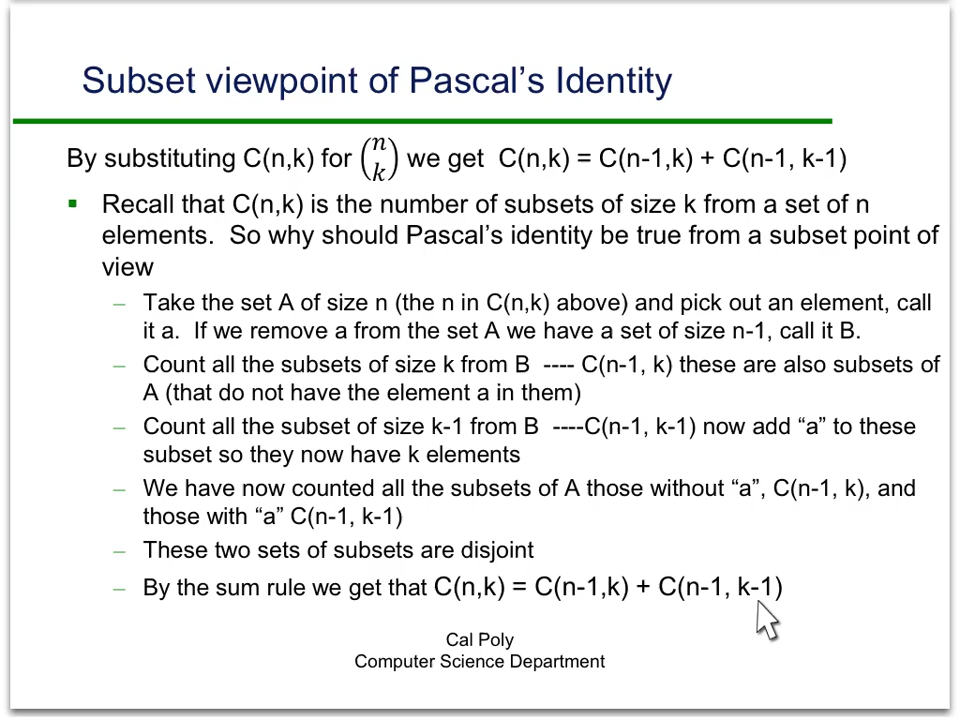 Subset viewpoint of Pascal's Identity
By substituting C(n,k) for (n k) we get C(n,k) = C(n-1,k) + C(n-1, k-1)
▪ Recall that C(n,k) is the number of subsets of size k from a set of n
elements. So why should Pascal's identity be true from a subset point of
view
– Take the set A of size n (the n in C(n,k) above) and pick out an element, call
it a. If we remove a from the set A we have a set of size n-1, call it B.
– Count all the subsets of size k from B ---- C(n-1, k) these are also subsets of
A (that do not have the element a in them)
– Count all the subset of size k-1 from B ----C(n-1, k-1) now add “a” to these
subset so they now have k elements
– We have now counted all the subsets of A those without “a”, C(n-1, k), and
those with “a” C(n-1, k-1)
– These two sets of subsets are disjoint
– By the sum rule we get that C(n,k) = C(n-1,k) + C(n-1, k-1)
Cal Poly
Computer Science Department